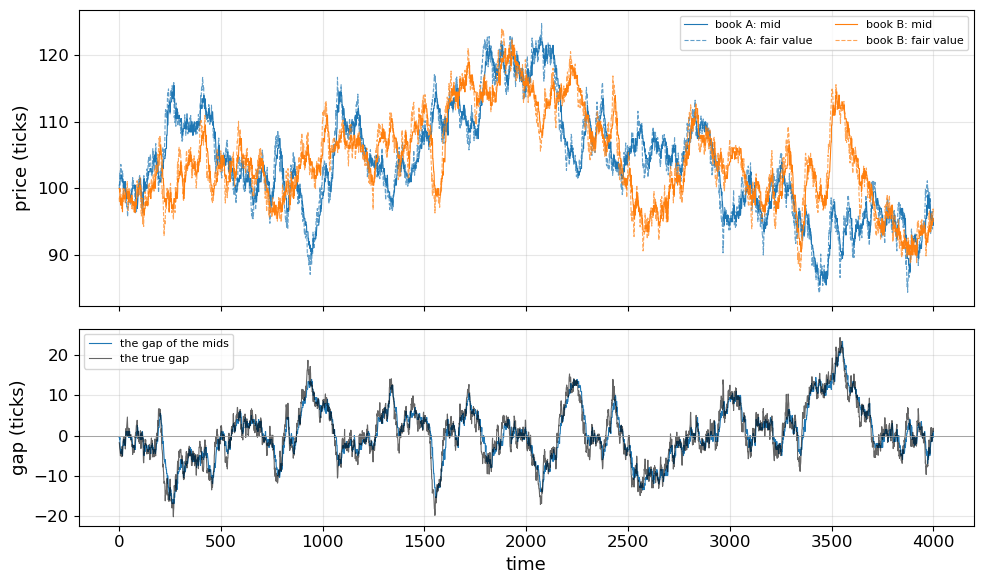 book A: mid
book A: fair value
book B: mid
book B: fair value
price (ticks)
120
110
100
90
the gap of the mids
the true gap
gap (ticks)
20
10
0
−10
−20
0
500
1000
1500
2000
2500
3000
3500
4000
time